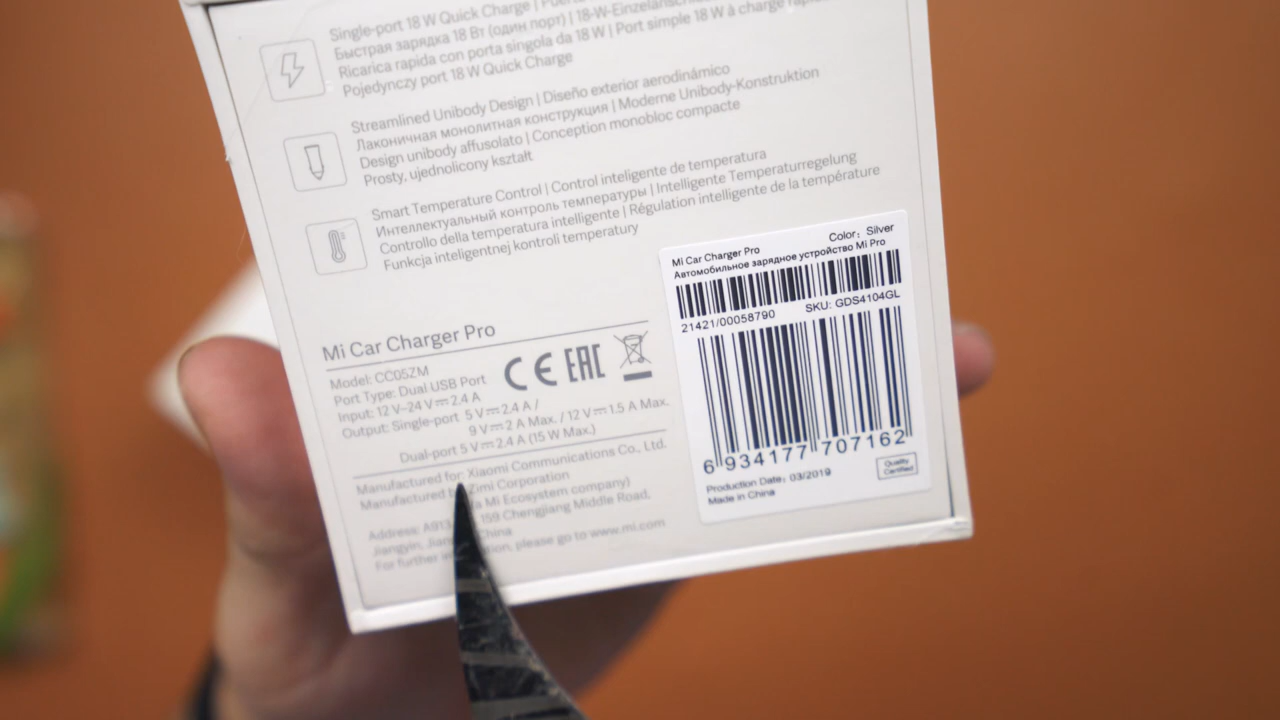 Single-port 18 W Quick Charge |
Быстрая зарядка 18 Вт (один порт) | 18-W-Einzelanschluss
Ricarica rapida con porta singola da 18 W | Port simple 18 W à charge rapide
Pojedynczy port 18 W Quick Charge
Streamlined Unibody Design | Diseño exterior aerodinámico
Лаконичная монолитная конструкция | Moderne Unibody-Konstruktion
Design unibody affusolato | Conception monobloc compacte
Prosty, ujednolicony kształt
Smart Temperature Control | Control inteligente de temperatura
Интеллектуальный контроль температуры | Intelligente Temperaturregelung
Controllo della temperatura intelligente | Régulation intelligente de la température
Funkcja inteligentnej kontroli temperatury
Mi Car Charger Pro
Model: CC05ZM
Port Type: Dual USB Port
Input: 12 V–24 V⎓2.4 A
Output: Single-port 5 V⎓2.4 A /
9 V⎓2 A Max. / 12 V⎓1.5 A Max.
Dual-port 5 V⎓2.4 A (15 W Max.)
CE EAC
Manufactured for Xiaomi Communications Co., Ltd.
Manufactured Zimi Corporation
(a Mi Ecosystem company)
Address: A913, 159 Chengjiang Middle Road,
Jiangyin, China
For further please go to www.mi.com
Mi Car Charger Pro Color: Silver
Автомобильное зарядное устройство Mi Pro
21421/00058790 SKU: GDS4104GL
6 934177 707162
Production Date: 03/2019
Made in China
Quality
Certified